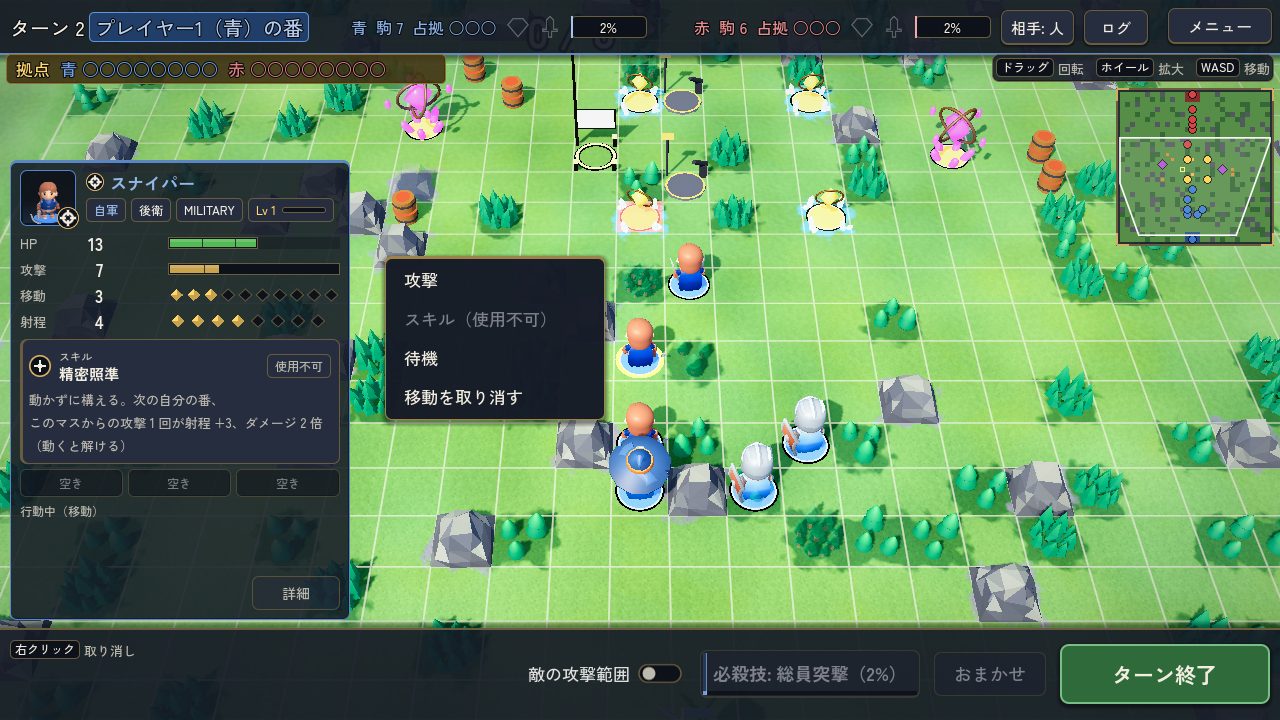 ターン 2 プレイヤー1（青）の番
青 駒 7 占拠 〇〇〇
2%
赤 駒 6 占拠 〇〇〇
2%
相手: 人
ログ
メニュー
拠点 青 〇〇〇〇〇〇〇〇 赤 〇〇〇〇〇〇〇〇
ドラッグ 回転 ホイール 拡大 WASD 移動
スナイパー
自軍 後衛 MILITARY Lv 1
HP 13
攻撃 7
移動 3
射程 4
スキル
精密照準
使用不可
動かずに構える。次の自分の番、
このマスからの攻撃 1 回が射程 +3、ダメージ 2 倍
（動くと解ける）
空き 空き 空き
行動中（移動）
詳細
攻撃
スキル（使用不可）
待機
移動を取り消す
右クリック 取り消し
敵の攻撃範囲
必殺技: 総員突撃（2%）
おまかせ
ターン終了